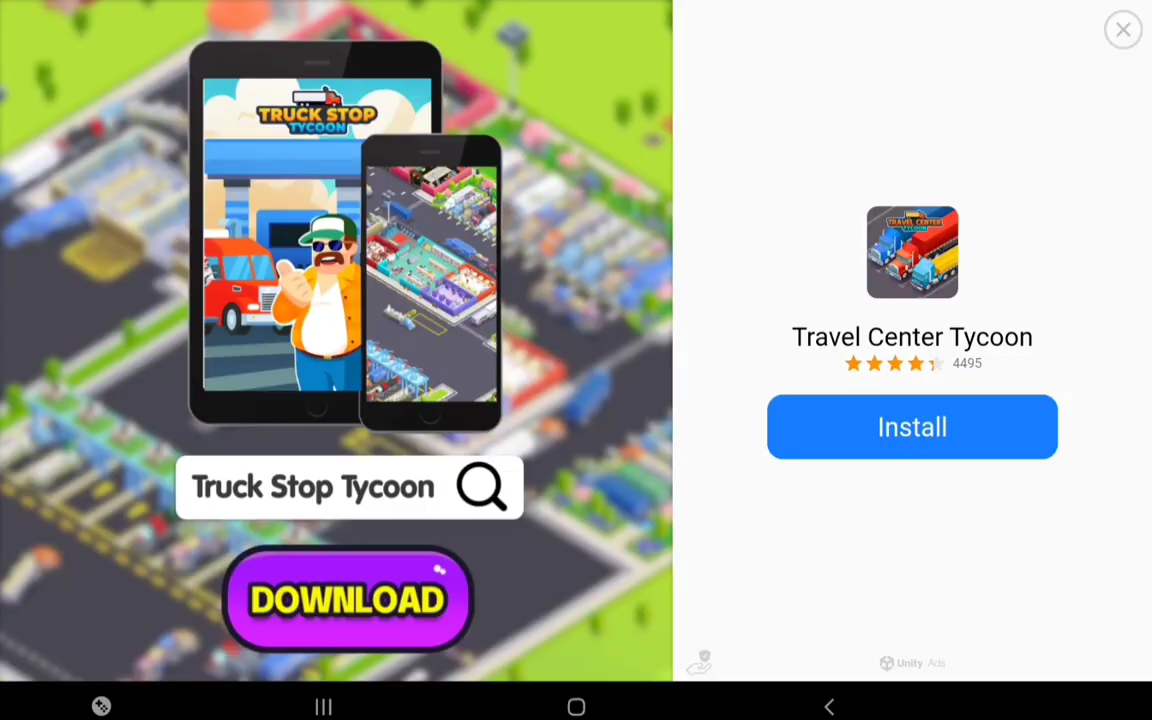 TRUCK STOP
TYCOON
Truck Stop Tycoon
DOWNLOAD
TRAVEL CENTER
TYCOON
Travel Center Tycoon
4495
Install
Unity Ads